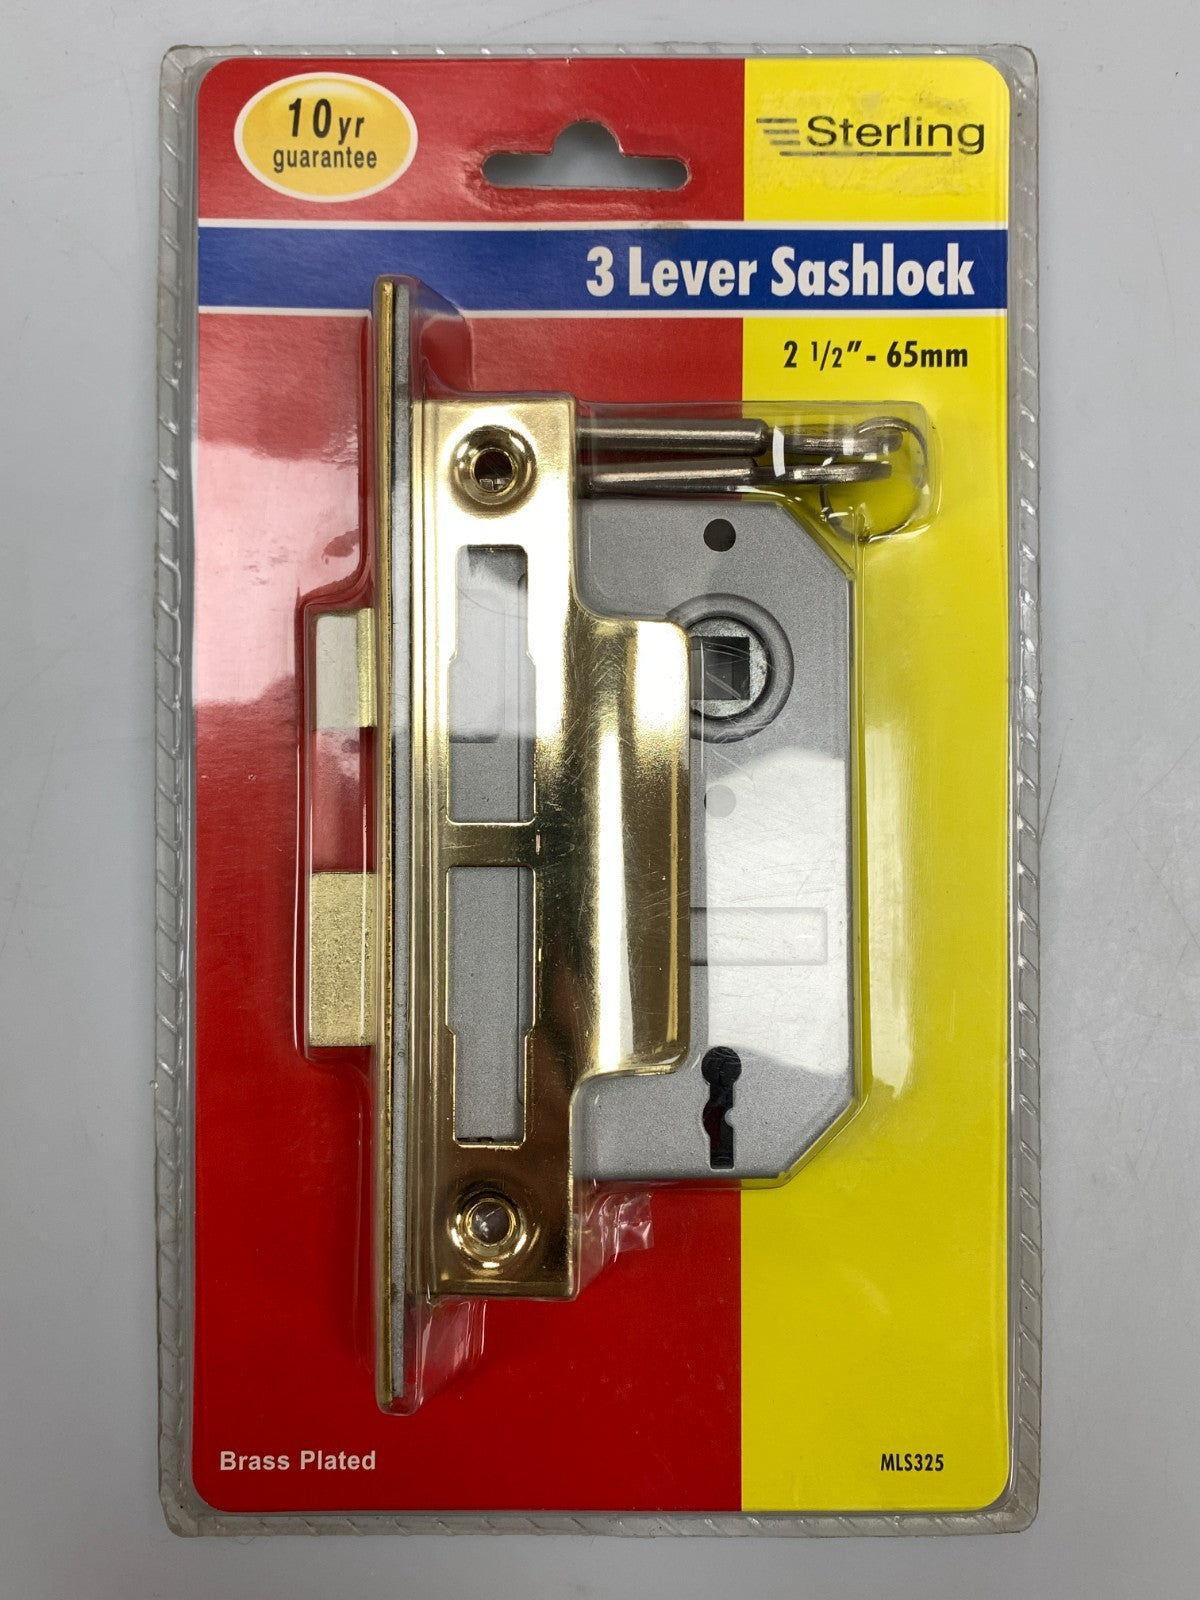 10yr
guarantee
Sterling
3 Lever Sashlock
2 1/2" - 65mm
Brass Plated
MLS325